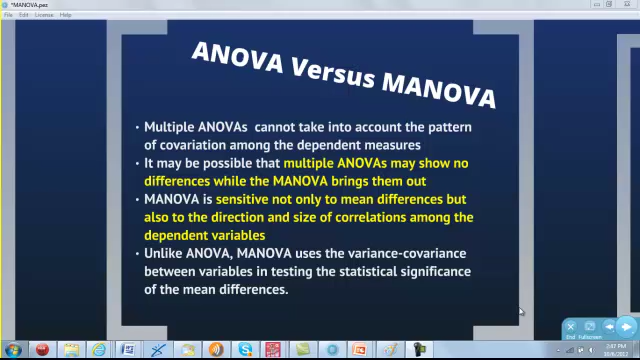 *MANOVA.pez
File Edit License Help
ANOVA Versus MANOVA
• Multiple ANOVAs cannot take into account the pattern
of covariation among the dependent measures
• It may be possible that multiple ANOVAs may show no
differences while the MANOVA brings them out
• MANOVA is sensitive not only to mean differences but
also to the direction and size of correlations among the
dependent variables
• Unlike ANOVA, MANOVA uses the variance-covariance
between variables in testing the statistical significance
of the mean differences.
End Fullscreen
2:47 PM